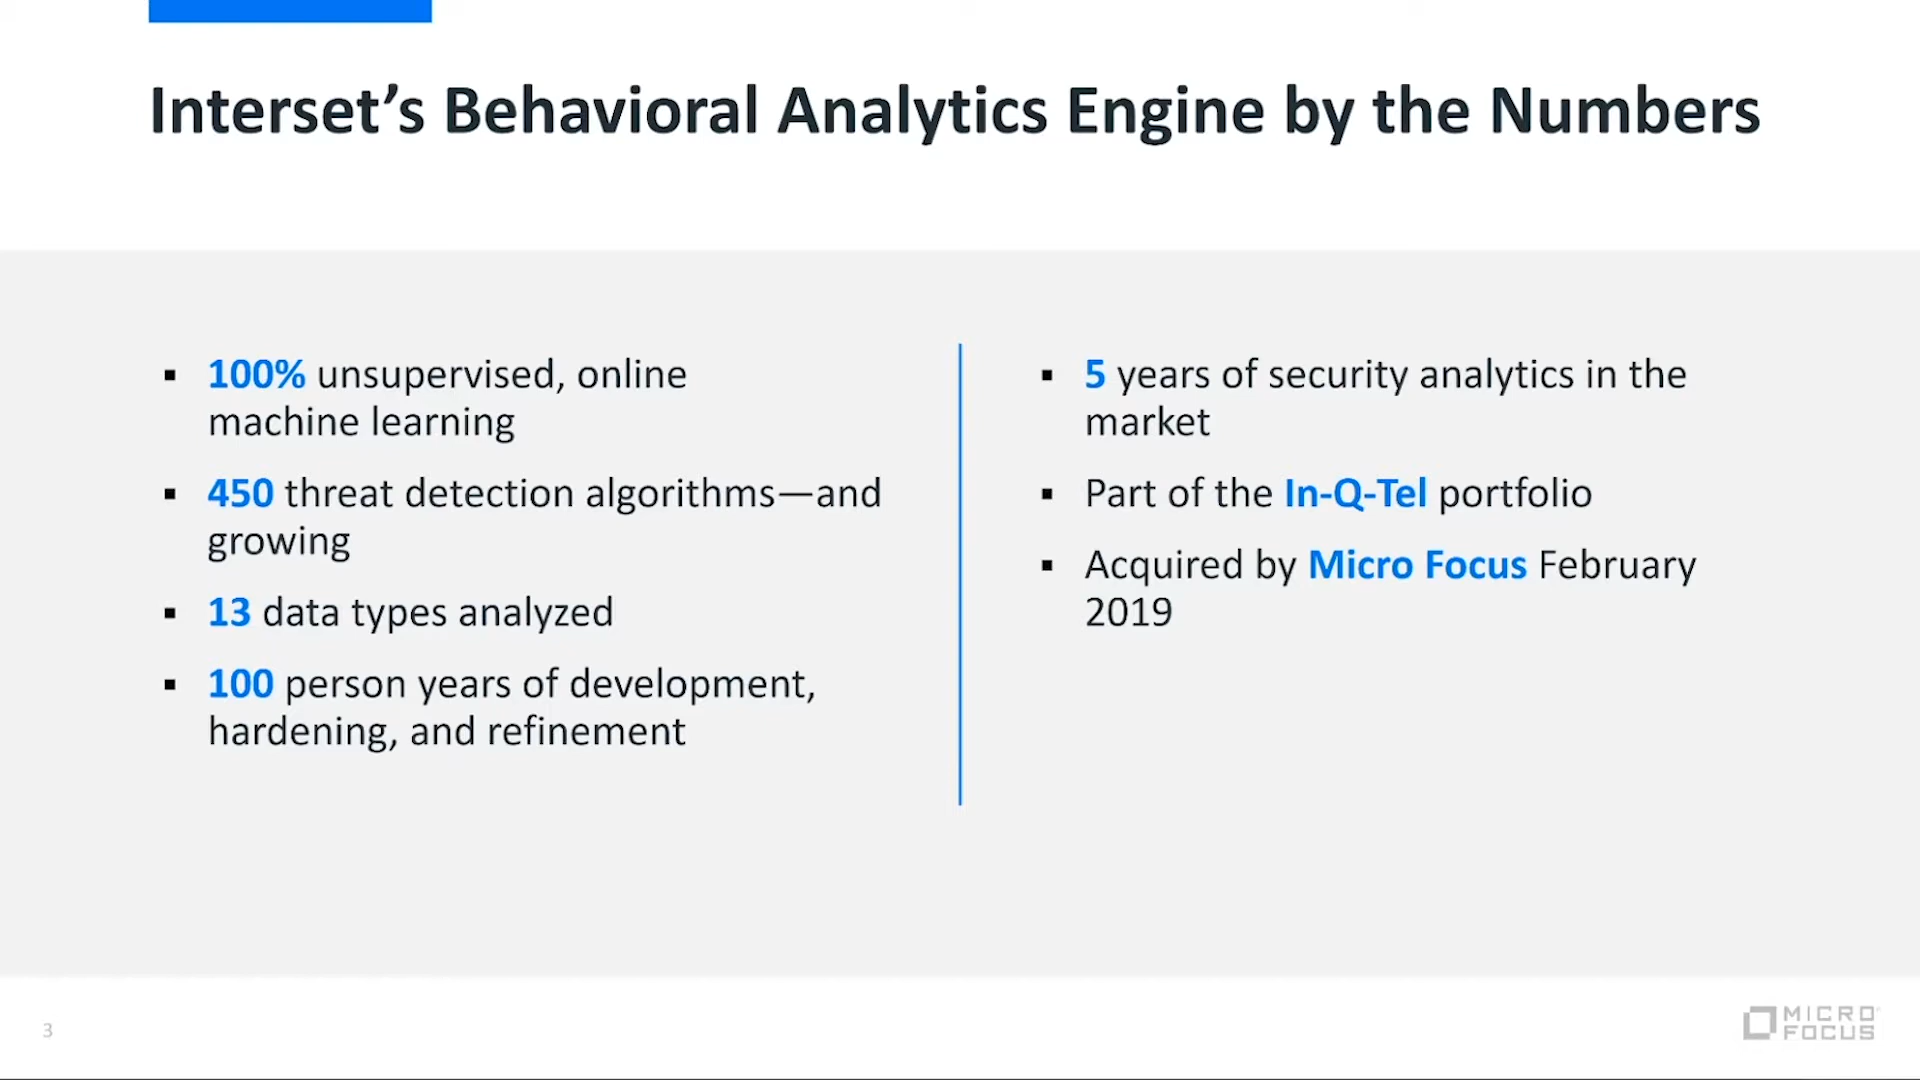 Interset’s Behavioral Analytics Engine by the Numbers
▪ 100% unsupervised, online
machine learning
▪ 450 threat detection algorithms—and
growing
▪ 13 data types analyzed
▪ 100 person years of development,
hardening, and refinement
▪ 5 years of security analytics in the
market
▪ Part of the In-Q-Tel portfolio
▪ Acquired by Micro Focus February
2019
3
MICRO
FOCUS